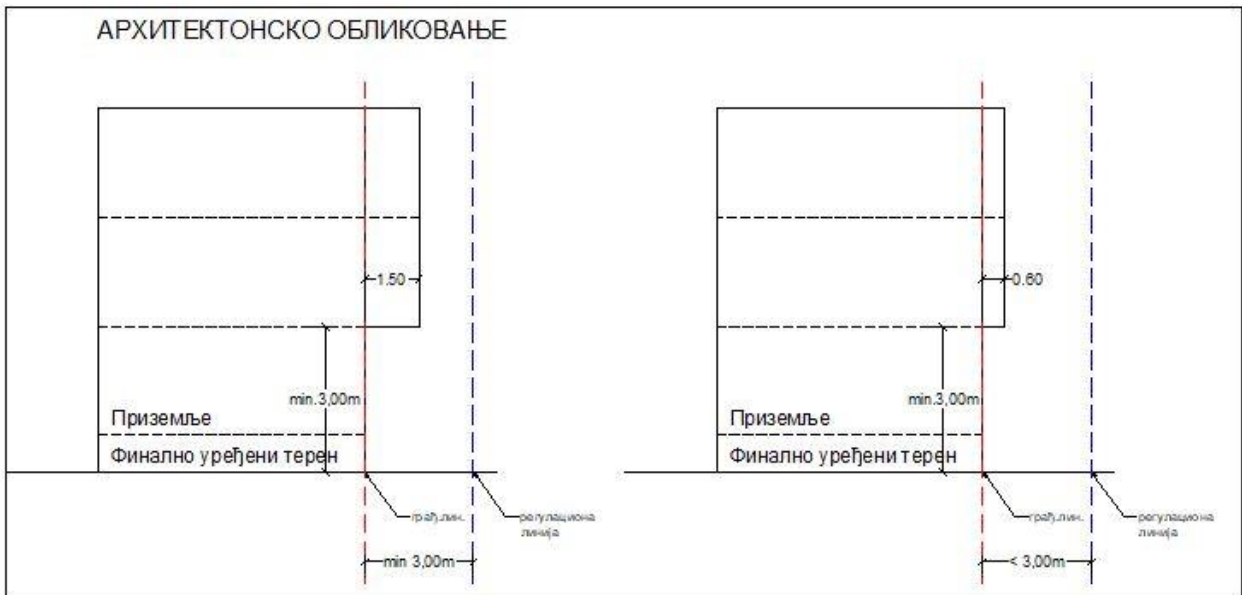 АРХИТЕКТОНСКО ОБЛИКОВАЊЕ
1.50
min.3,00m
Приземље
Финално уређени терен
грађ.лин.
регулациона
линија
min 3,00m
0.60
min.3,00m
Приземље
Финално уређени терен
грађ.лин.
регулациона
линија
< 3,00m